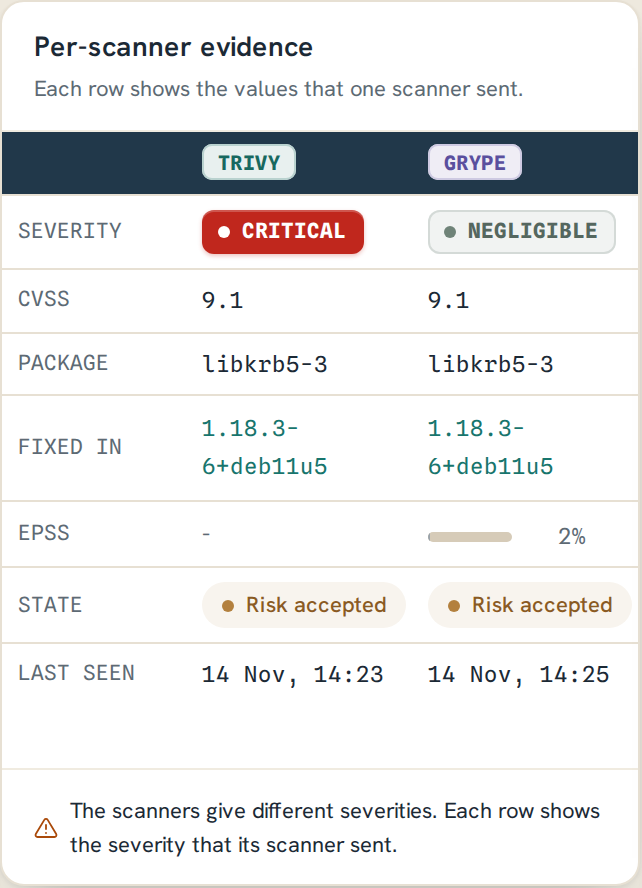 Per-scanner evidence
Each row shows the values that one scanner sent.
TRIVY GRYPE
SEVERITY CRITICAL NEGLIGIBLE
CVSS 9.1 9.1
PACKAGE libkrb5-3 libkrb5-3
FIXED IN 1.18.3-6+deb11u5 1.18.3-6+deb11u5
EPSS - 2%
STATE Risk accepted Risk accepted
LAST SEEN 14 Nov, 14:23 14 Nov, 14:25
The scanners give different severities. Each row shows
the severity that its scanner sent.